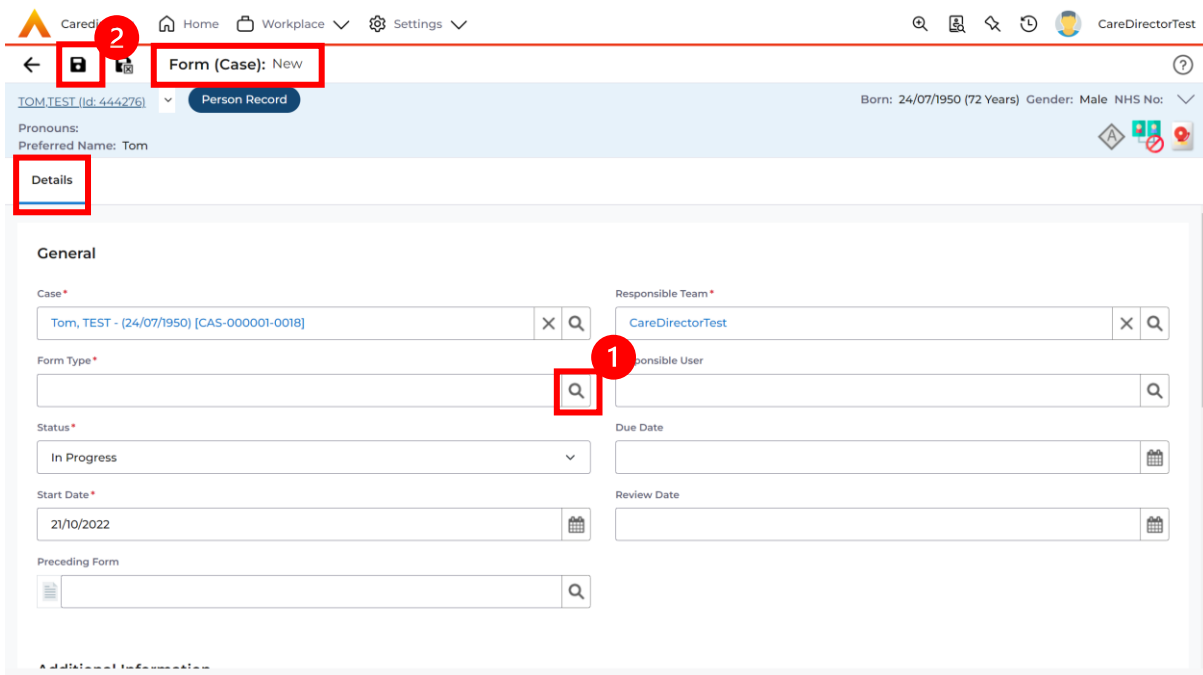 Caredi
Home
Workplace
Settings
CareDirectorTest
2
Form (Case): New
TOM,TEST (Id: 444276)
Person Record
Born: 24/07/1950 (72 Years) Gender: Male NHS No:
Pronouns:
Preferred Name: Tom
A
Details
General
Case*
Responsible Team*
Tom, TEST - (24/07/1950) [CAS-000001-0018]
CareDirectorTest
Form Type*
1
ponsible User
Status*
Due Date
In Progress
Start Date*
Review Date
21/10/2022
Preceding Form
Additional Information